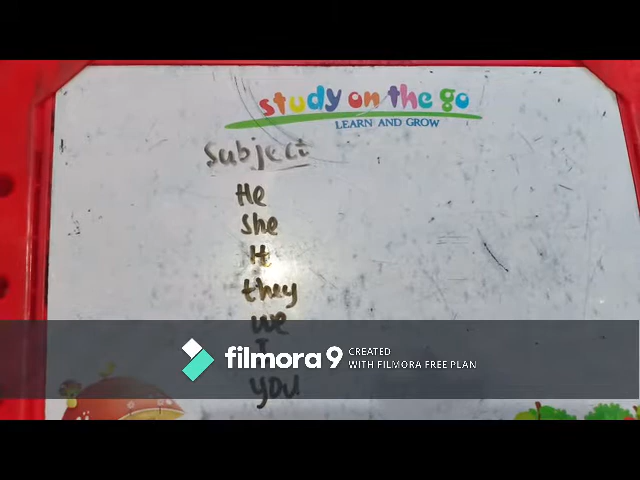 study on the go
LEARN AND GROW
Subject
He
She
It
they
we
I
you
filmora 9 CREATED
WITH FILMORA FREE PLAN